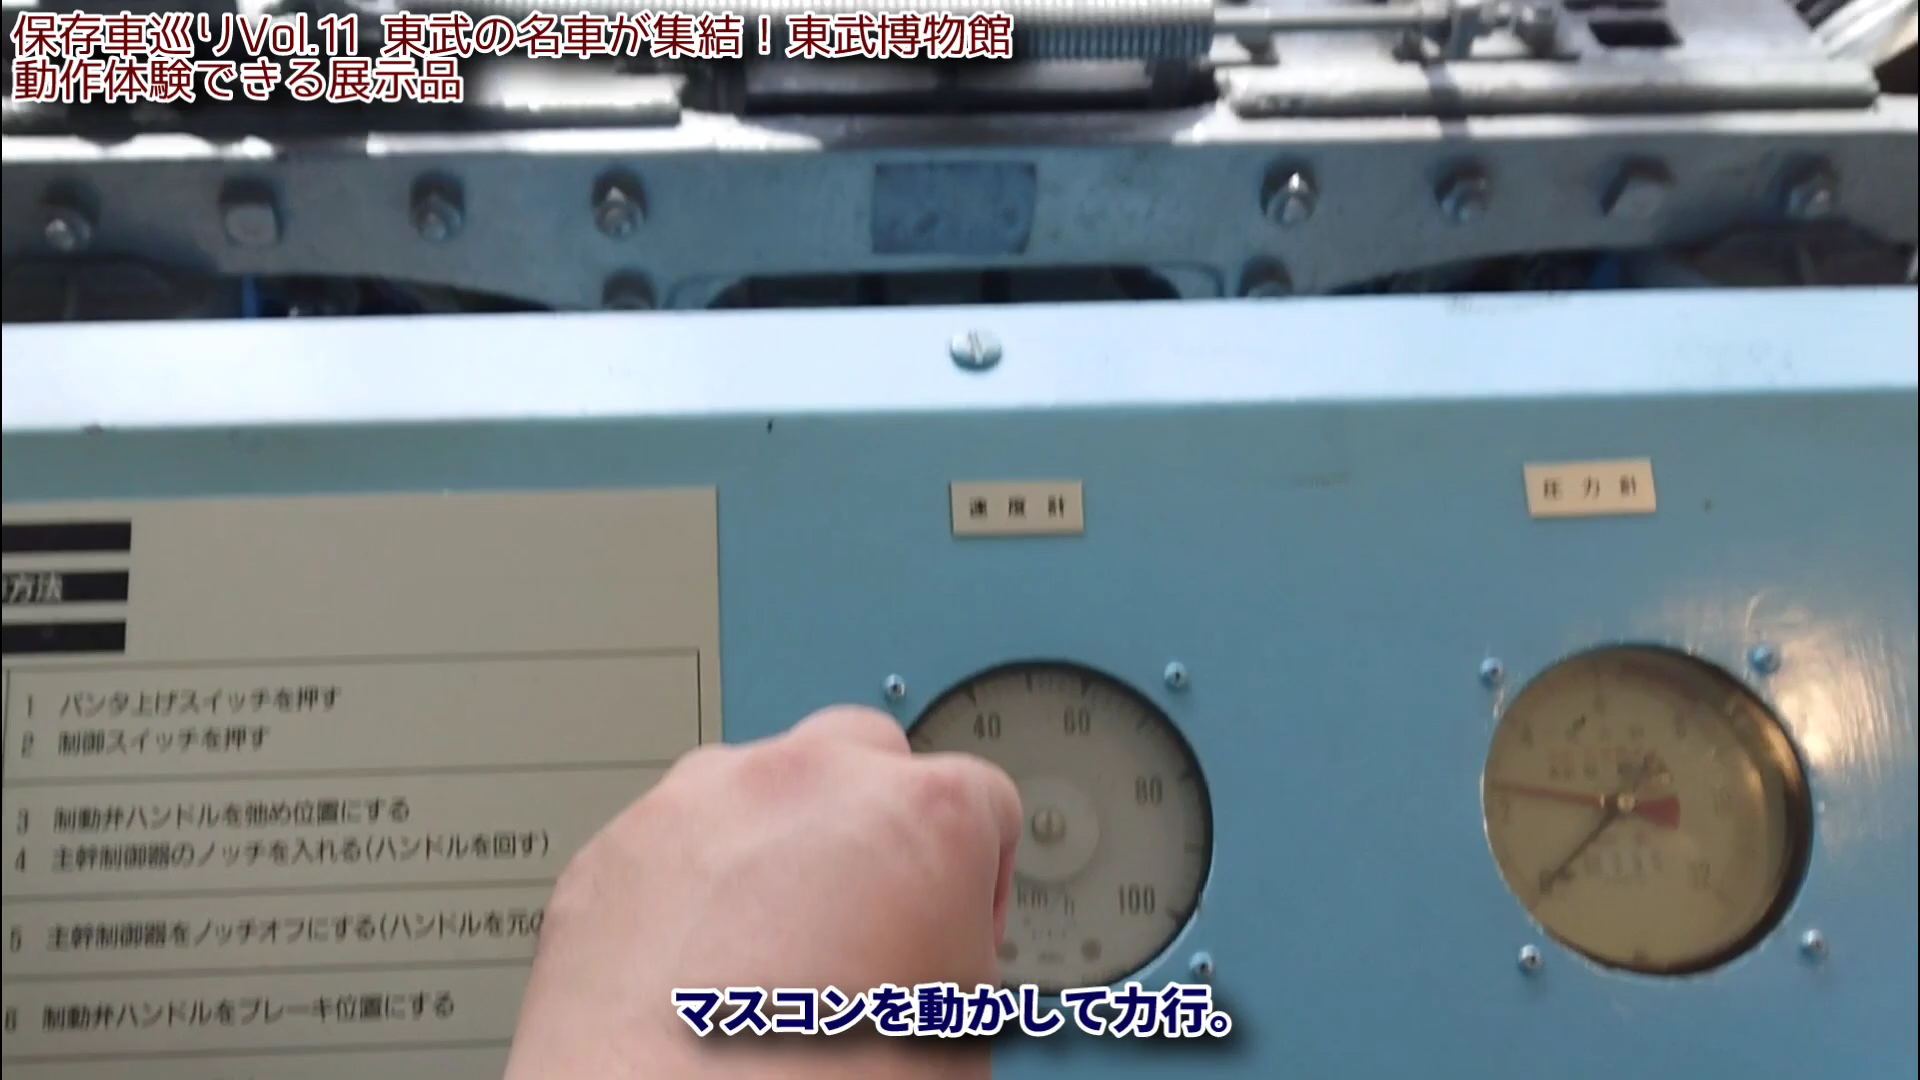 保存車巡りVol.11 東武の名車が集結！東武博物館
動作体験できる展示品
速度計
圧力計
方法
1 パンタ上げスイッチを押す
2 制御スイッチを押す
3 制動弁ハンドルを弛め位置にする
4 主幹制御器のノッチを入れる(ハンドルを回す)
5 主幹制御器をノッチオフにする(ハンドルを元の
6 制動弁ハンドルをブレーキ位置にする
40
60
80
100
km/h
マスコンを動かして力行。